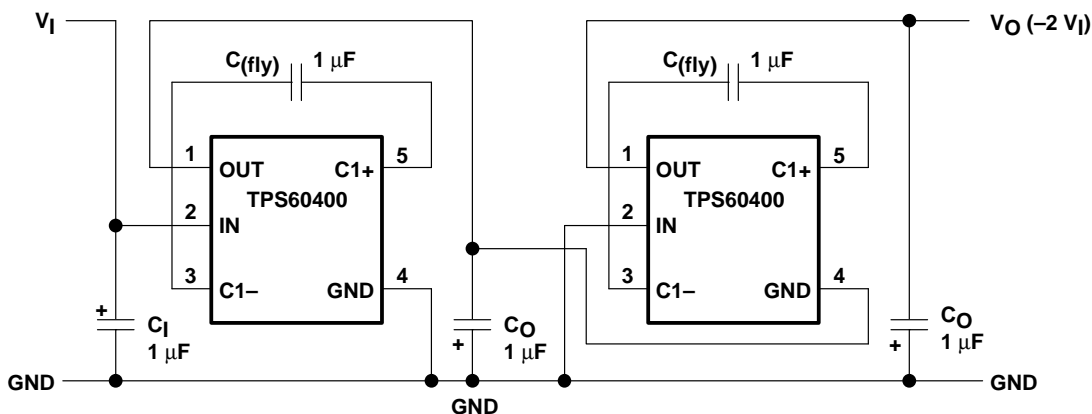 VI
VO (–2 VI)
C(fly) 1 μF
C(fly) 1 μF
1 OUT C1+ 5
TPS60400
2 IN
3 C1– GND 4
1 OUT C1+ 5
TPS60400
2 IN
3 C1– GND 4
+ CI
1 μF
+ CO
1 μF
+ CO
1 μF
GND
GND
GND